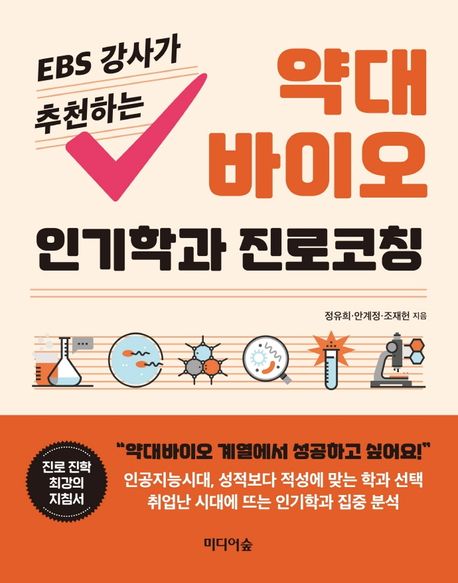 EBS 강사가
추천하는
약대
바이오
인기학과 진로코칭
정유희·안계정·조재헌 지음
진로 진학
최강의
지침서
“약대바이오 계열에서 성공하고 싶어요!”
인공지능시대, 성적보다 적성에 맞는 학과 선택
취업난 시대에 뜨는 인기학과 집중 분석
미디어숲